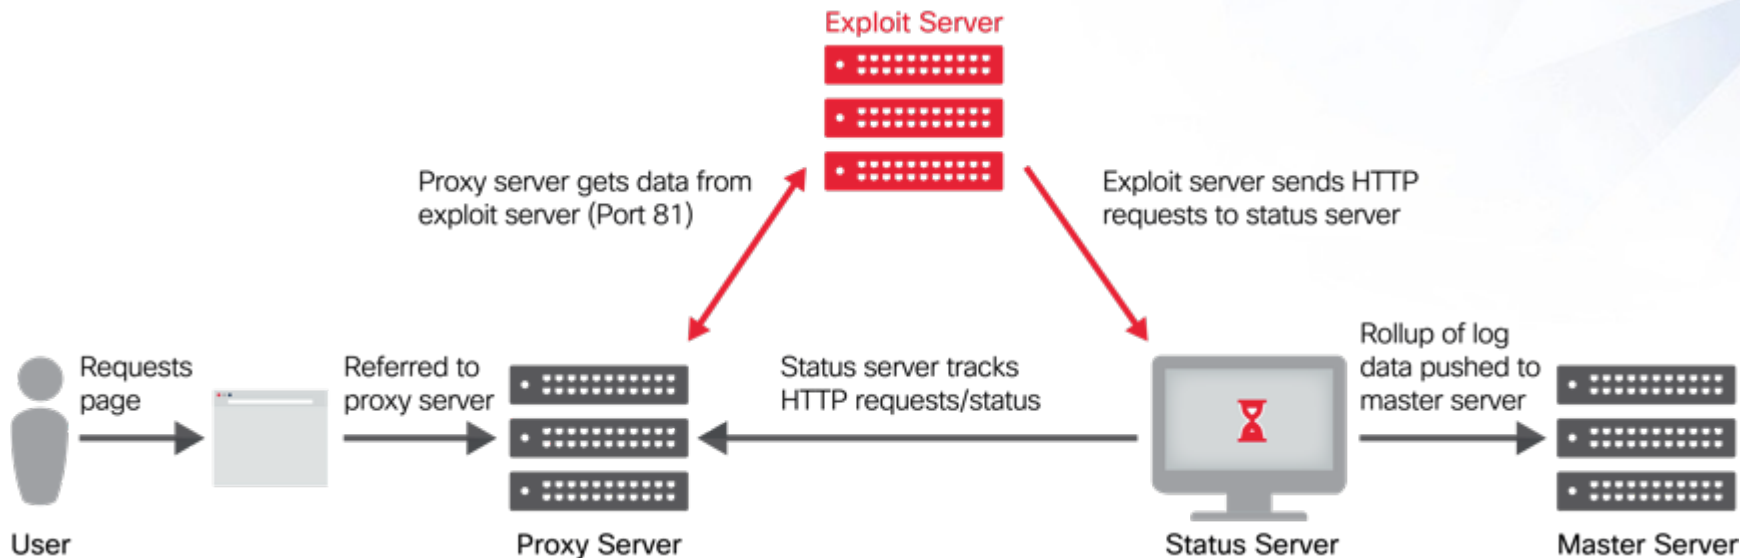 Exploit Server
Proxy server gets data from
exploit server (Port 81)
Exploit server sends HTTP
requests to status server
Requests
page
Referred to
proxy server
Status server tracks
HTTP requests/status
Rollup of log
data pushed to
master server
User
Proxy Server
Status Server
Master Server